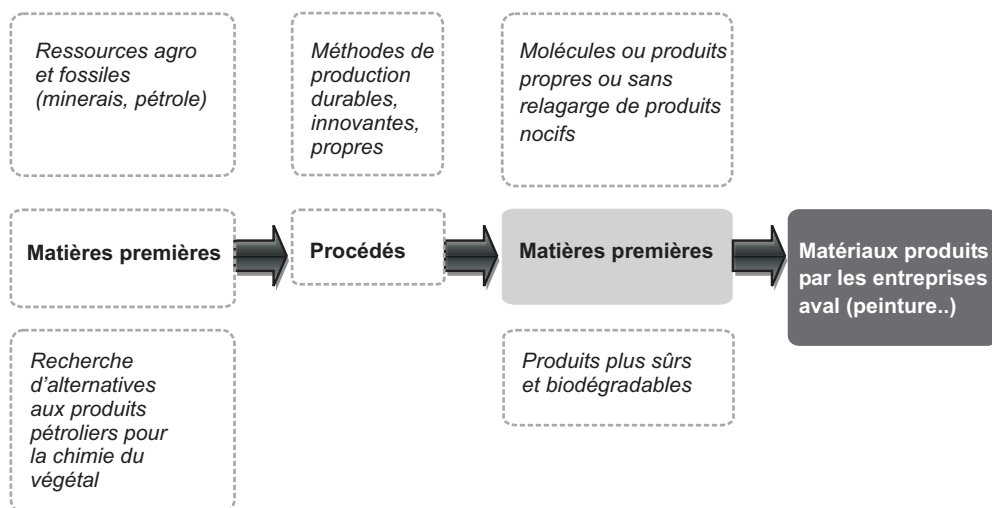 Ressources agro
et fossiles
(minerais, pétrole)
Méthodes de
production
durables,
innovantes,
propres
Molécules ou produits
propres ou sans
relagarge de produits
nocifs
Matières premières
Procédés
Matières premières
Matériaux produits
par les entreprises
aval (peinture..)
Recherche
d’alternatives
aux produits
pétroliers pour
la chimie du
végétal
Produits plus sûrs
et biodégradables